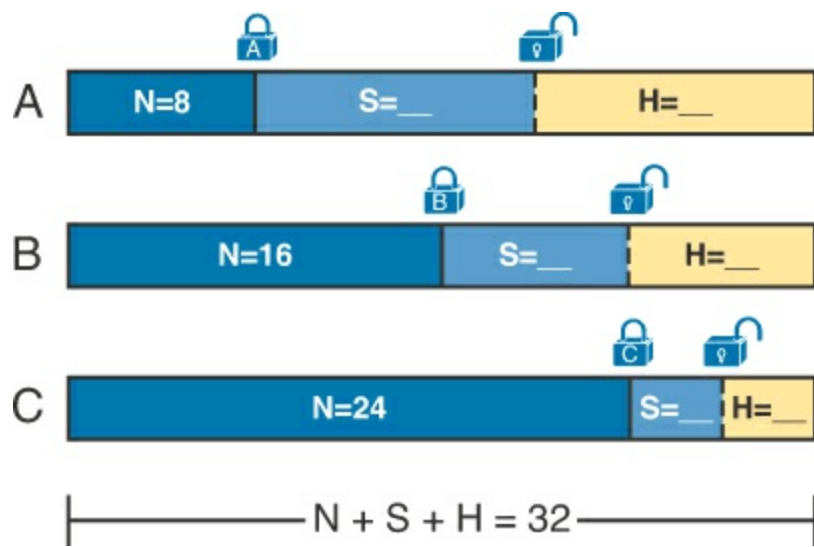 A
A N=8 S=__ H=__
B
B N=16 S=__ H=__
C
C N=24 S=__ H=__
N + S + H = 32